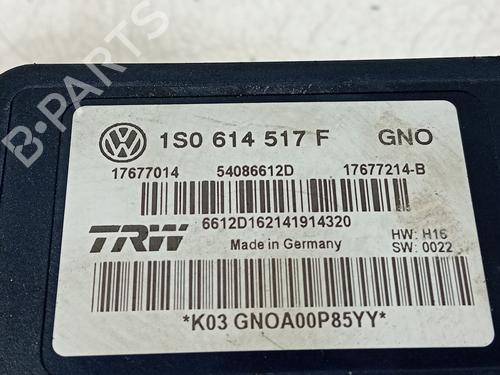 1S0 614 517 F GNO
17677014 54086612D 17677214-B
6612D162141914320
TRW Made in Germany HW: H16
SW: 0022
*K03 GNOA00P85YY*
B-PARTS